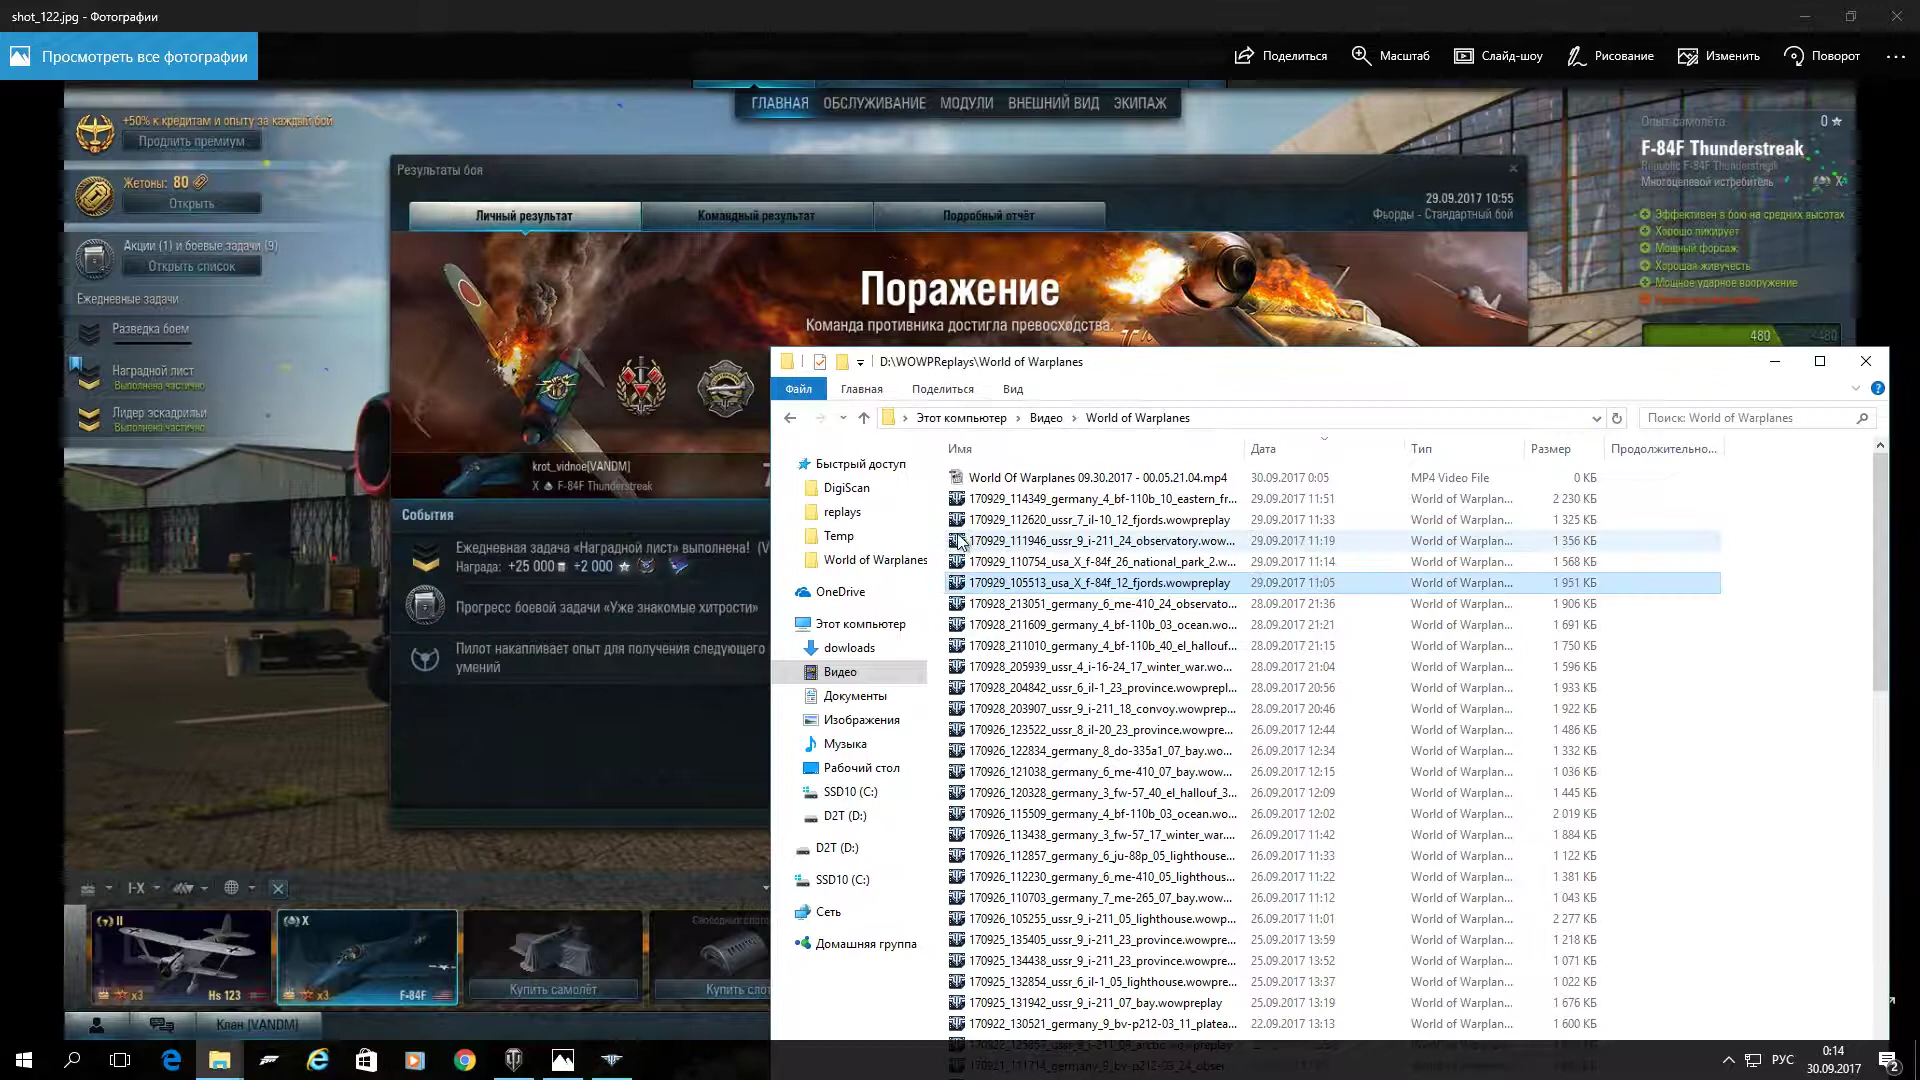 shot_122.jpg - Фотографии
Просмотреть все фотографии
Поделиться
Масштаб
Слайд-шоу
Рисование
Изменить
Поворот
ГЛАВНАЯ ОБСЛУЖИВАНИЕ МОДУЛИ ВНЕШНИЙ ВИД ЭКИПАЖ
+50% к кредитам и опыту за каждый бой
Продлить премиум
Жетоны: 80
Открыть
Акции (1) и боевые задачи (9)
Открыть список
Ежедневные задачи
Разведка боем
Наградной лист
Выполнена частично
Лидер эскадрильи
Выполнена частично
Опыт самолёта 0
F-84F Thunderstreak
Republic F-84F Thunderstreak
Многоцелевой истребитель X
Эффективен в бою на средних высотах
Хорошо пикирует
Мощный форсаж
Хорошая живучесть
Мощное ударное вооружение
480 480
Результаты боя
29.09.2017 10:55
Фьорды - Стандартный бой
Личный результат
Командный результат
Подробный отчёт
Поражение
Команда противника достигла превосходства.
krot_vidnoe[VANDM]
X F-84F Thunderstreak
События
Ежедневная задача «Наградной лист» выполнена! (V
Награда: +25 000 +2 000
Прогресс боевой задачи «Уже знакомые хитрости»
Пилот накапливает опыт для получения следующего
умений
I-X
II
x3 Hs 123
X
x3 F-84F
Купить самолёт
Купить слот
Клан [VANDM]
D:\WOWPReplays\World of Warplanes
Файл Главная Поделиться Вид
Этот компьютер Видео World of Warplanes
Поиск: World of Warplanes
Быстрый доступ
DigiScan
replays
Temp
World of Warplanes
OneDrive
Этот компьютер
dowloads
Видео
Документы
Изображения
Музыка
Рабочий стол
SSD10 (C:)
D2T (D:)
D2T (D:)
SSD10 (C:)
Сеть
Домашняя группа
Имя Дата Тип Размер Продолжительно...
World Of Warplanes 09.30.2017 - 00.05.21.04.mp4 30.09.2017 0:05 MP4 Video File 0 КБ
170929_114349_germany_4_bf-110b_10_eastern_fr... 29.09.2017 11:51 World of Warplan... 2 230 КБ
170929_112620_ussr_7_il-10_12_fjords.wowpreplay 29.09.2017 11:33 World of Warplan... 1 325 КБ
170929_111946_ussr_9_i-211_24_observatory.wow... 29.09.2017 11:19 World of Warplan... 1 356 КБ
170929_110754_usa_X_f-84f_26_national_park_2.w... 29.09.2017 11:14 World of Warplan... 1 568 КБ
170929_105513_usa_X_f-84f_12_fjords.wowpreplay 29.09.2017 11:05 World of Warplan... 1 951 КБ
170928_213051_germany_6_me-410_24_observato... 28.09.2017 21:36 World of Warplan... 1 906 КБ
170928_211609_germany_4_bf-110b_03_ocean.wo... 28.09.2017 21:21 World of Warplan... 1 691 КБ
170928_211010_germany_4_bf-110b_40_el_hallouf... 28.09.2017 21:15 World of Warplan... 1 750 КБ
170928_205939_ussr_4_i-16-24_17_winter_war.wo... 28.09.2017 21:04 World of Warplan... 1 596 КБ
170928_204842_ussr_6_il-1_23_province.wowprepl... 28.09.2017 20:56 World of Warplan... 1 933 КБ
170928_203907_ussr_9_i-211_18_convoy.wowprep... 28.09.2017 20:46 World of Warplan... 1 922 КБ
170926_123522_ussr_8_il-20_23_province.wowpre... 26.09.2017 12:44 World of Warplan... 1 486 КБ
170926_122834_germany_8_do-335a1_07_bay.wo... 26.09.2017 12:34 World of Warplan... 1 332 КБ
170926_121038_germany_6_me-410_07_bay.wow... 26.09.2017 12:15 World of Warplan... 1 036 КБ
170926_120328_germany_3_fw-57_40_el_hallouf_3... 26.09.2017 12:09 World of Warplan... 1 445 КБ
170926_115509_germany_4_bf-110b_03_ocean.wo... 26.09.2017 12:02 World of Warplan... 2 019 КБ
170926_113438_germany_3_fw-57_17_winter_war.... 26.09.2017 11:42 World of Warplan... 1 884 КБ
170926_112857_germany_6_ju-88p_05_lighthouse... 26.09.2017 11:33 World of Warplan... 1 122 КБ
170926_112230_germany_6_me-410_05_lighthous... 26.09.2017 11:22 World of Warplan... 1 381 КБ
170926_110703_germany_7_me-265_07_bay.wow... 26.09.2017 11:12 World of Warplan... 1 043 КБ
170926_105255_ussr_9_i-211_05_lighthouse.wowp... 26.09.2017 11:01 World of Warplan... 2 277 КБ
170925_135405_ussr_9_i-211_23_province.wowpre... 25.09.2017 13:59 World of Warplan... 1 218 КБ
170925_134438_ussr_9_i-211_23_province.wowpre... 25.09.2017 13:52 World of Warplan... 1 071 КБ
170925_132854_ussr_6_il-1_05_lighthouse.wowpre... 25.09.2017 13:37 World of Warplan... 1 022 КБ
170925_131942_ussr_9_i-211_07_bay.wowpreplay 25.09.2017 13:19 World of Warplan... 1 676 КБ
170922_130521_germany_9_bv-p212-03_11_platea... 22.09.2017 13:13 World of Warplan... 1 600 КБ
РУС
0:14
30.09.2017
2